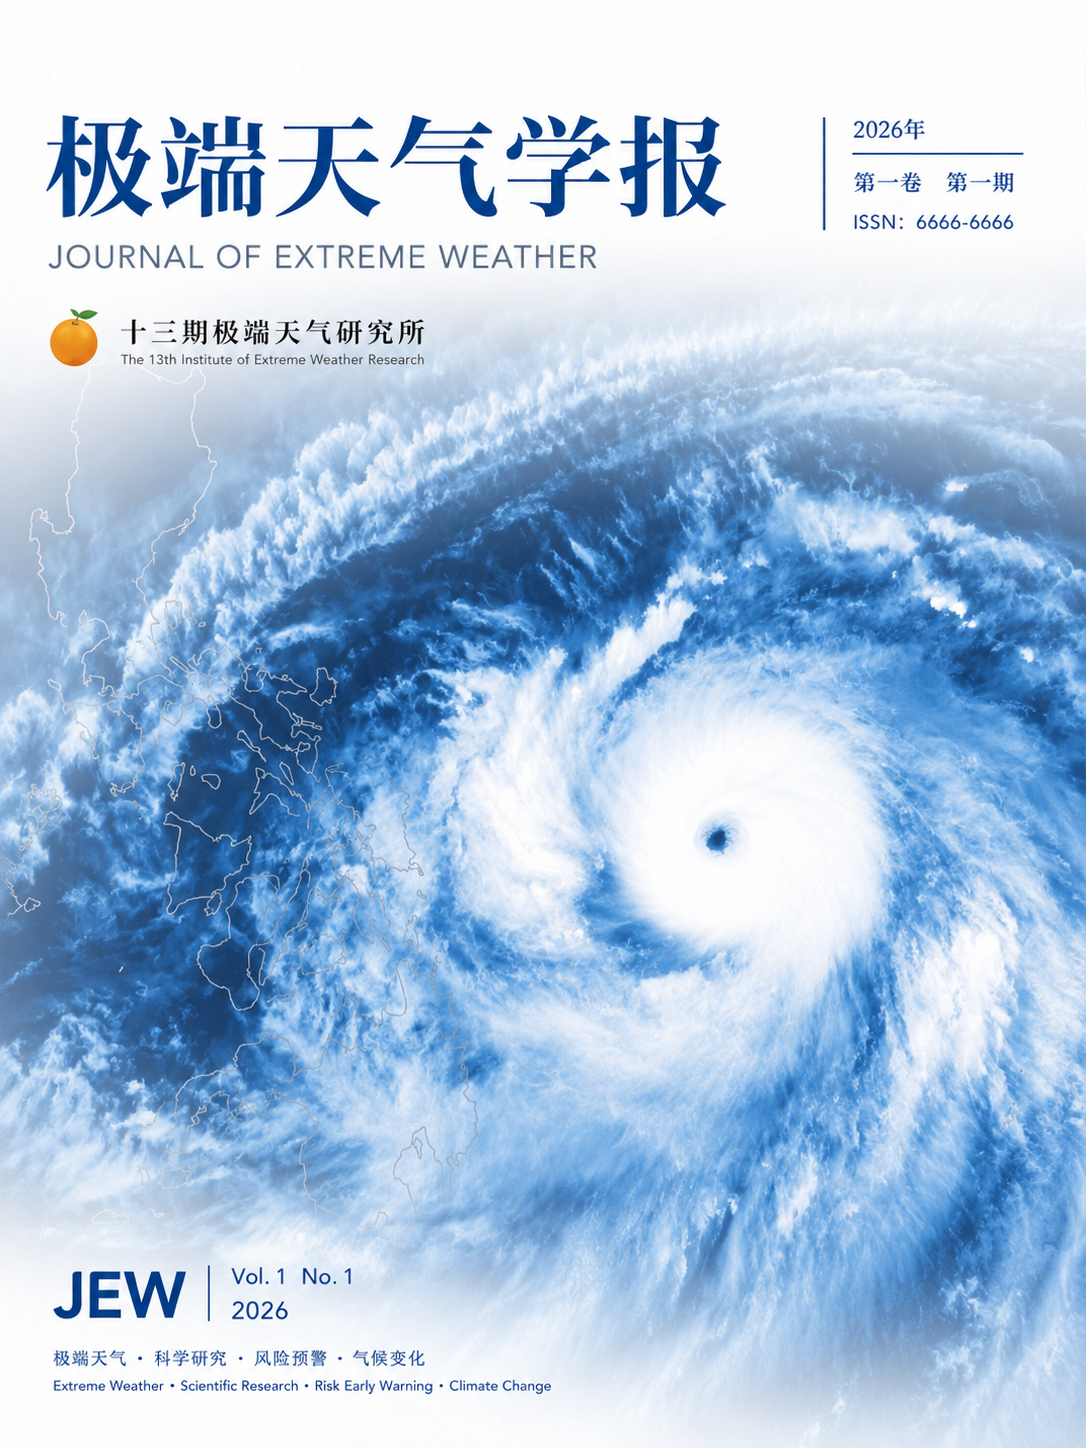 极端天气学报
JOURNAL OF EXTREME WEATHER
2026年
第一卷 第一期
ISSN：6666-6666
十三期极端天气研究所
The 13th Institute of Extreme Weather Research
JEW
Vol. 1 No. 1
2026
极端天气 · 科学研究 · 风险预警 · 气候变化
Extreme Weather • Scientific Research • Risk Early Warning • Climate Change